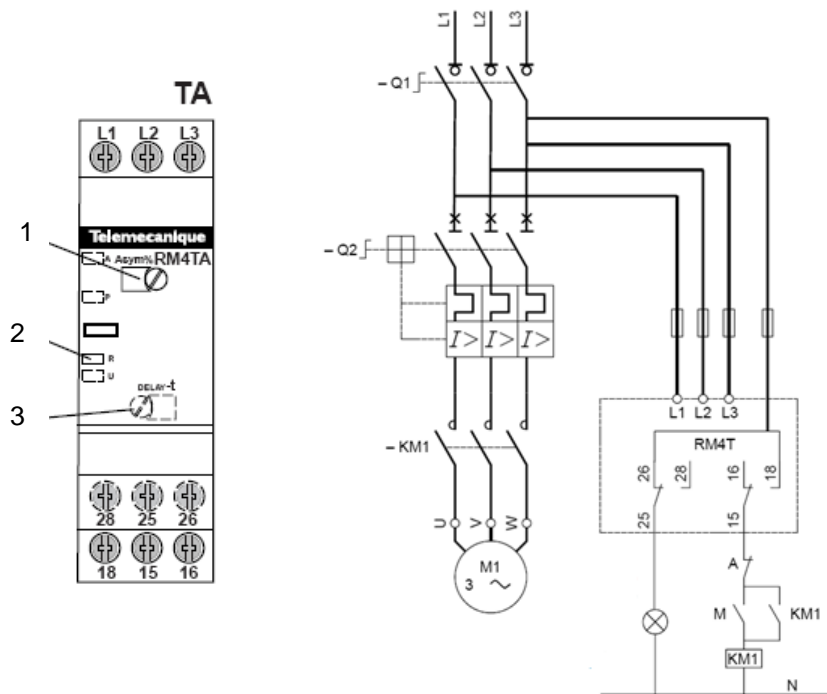 TA
L1 L2 L3
Telemecanique
A Asym% RM4TA
P
R
U
DELAY-t
28 25 26
18 15 16
1
2
3
L1 L2 L3
– Q1
– Q2
I> I> I>
– KM1
U V W
M1
3 ~
L1 L2 L3
RM4T
26 28 16 18
25 15
A
M KM1
KM1
N